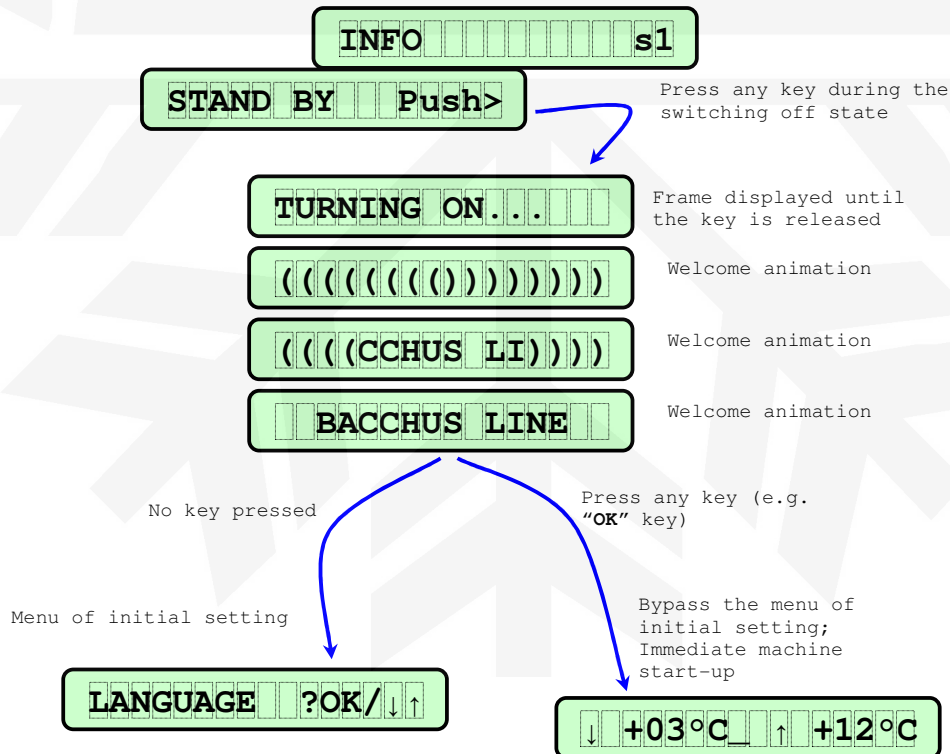 INFO s1
STAND BY Push>
Press any key during the
switching off state
TURNING ON...
Frame displayed until
the key is released
(((((((())))))))
Welcome animation
((((CCHUS LI))))
Welcome animation
BACCHUS LINE
Welcome animation
No key pressed
Press any key (e.g.
“OK” key)
Menu of initial setting
Bypass the menu of
initial setting;
Immediate machine
start-up
LANGUAGE ?OK/↓↑
↓ +03°C_ ↑ +12°C